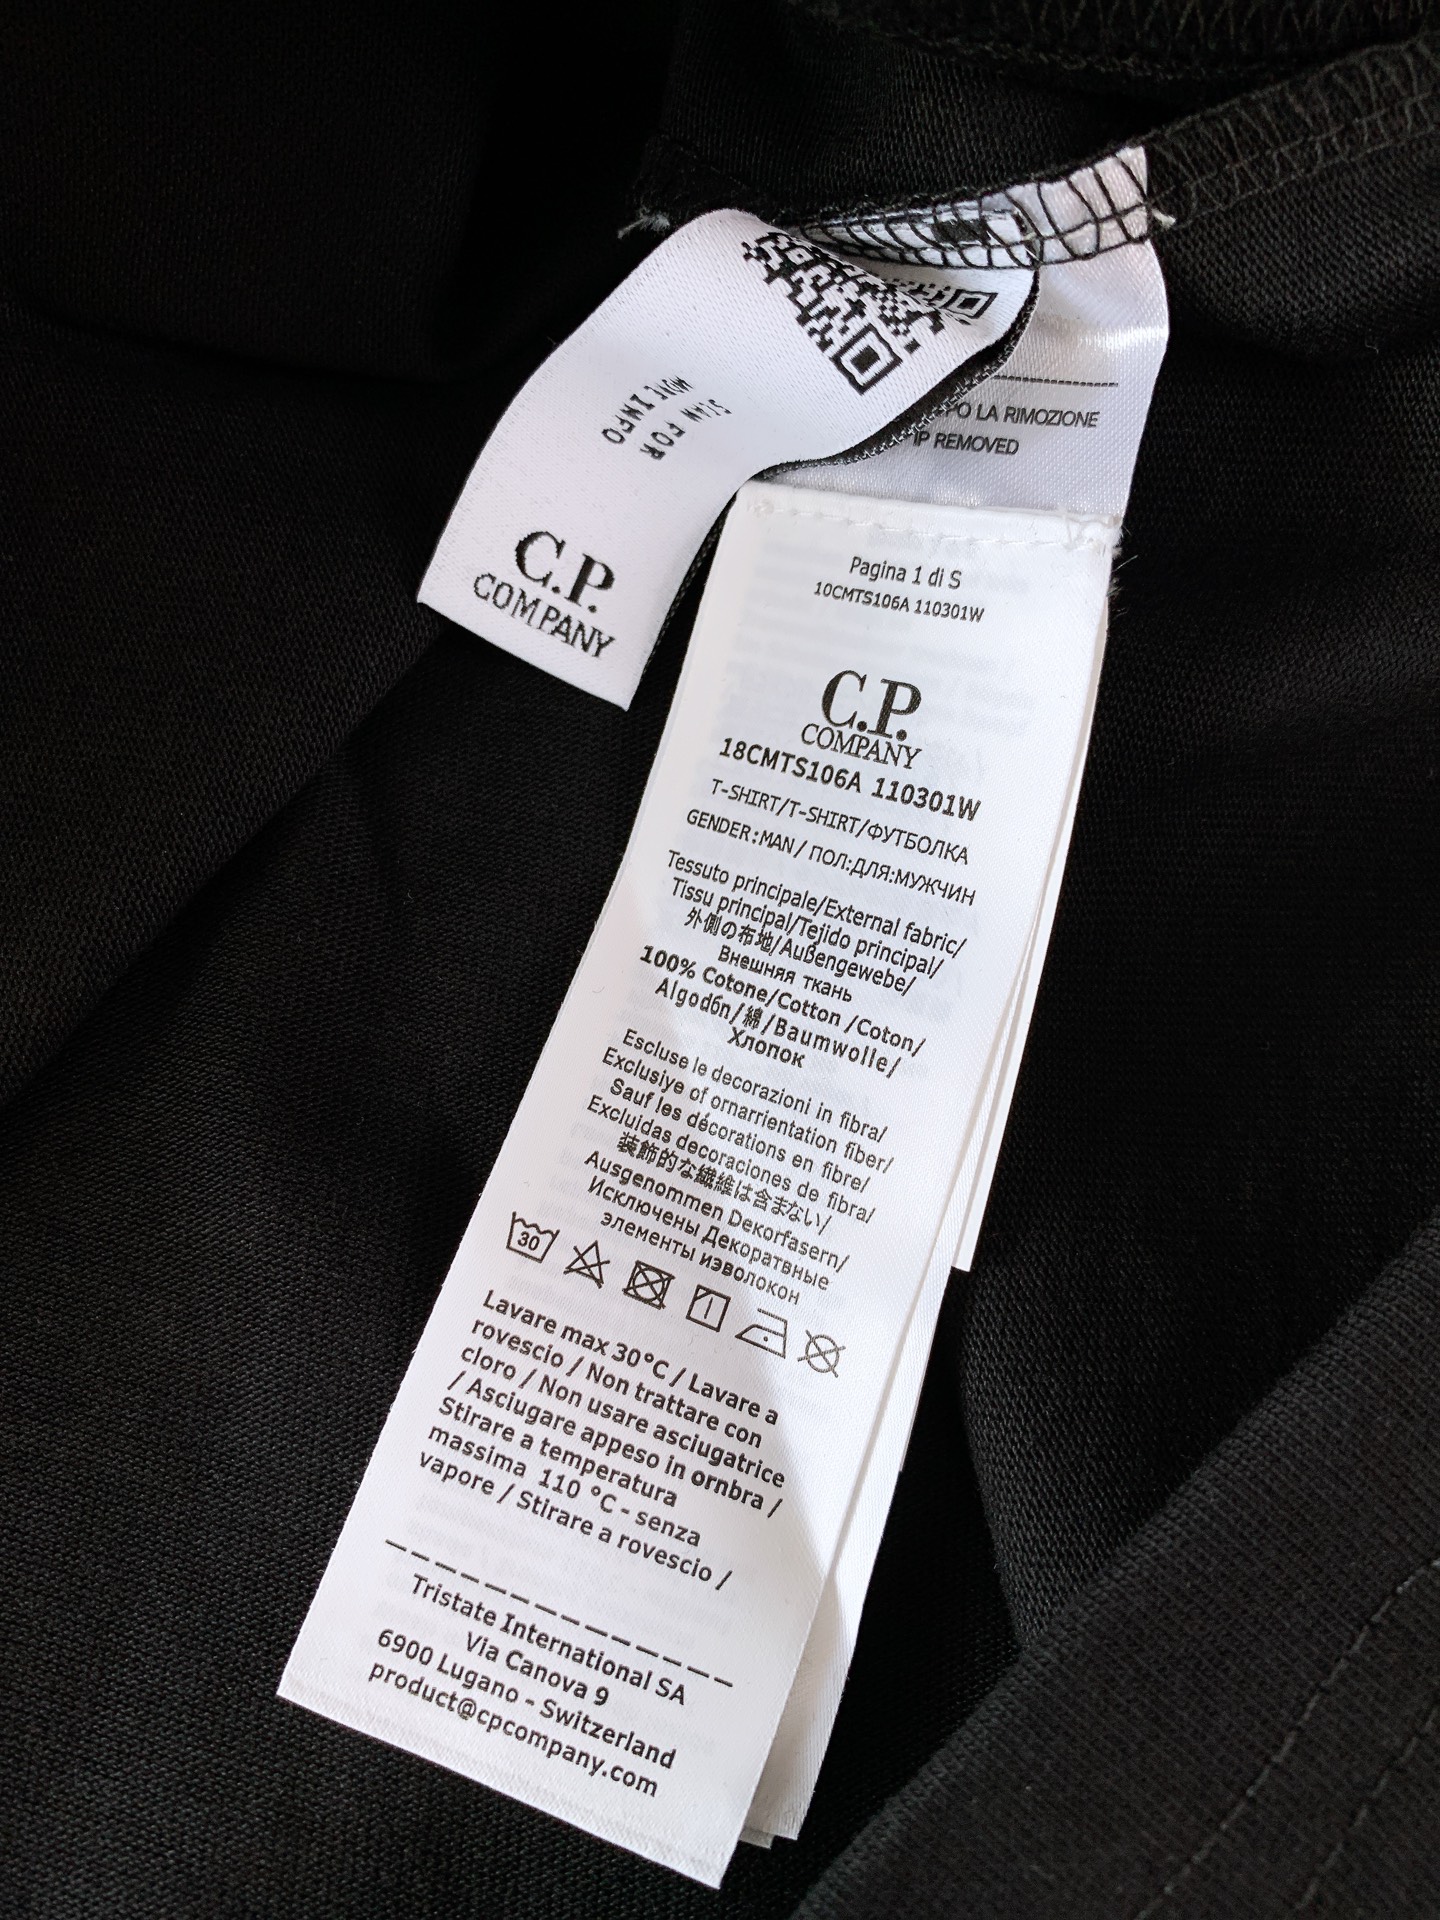 SCAN FOR
MORE INFO
C.P.
COMPANY
PO LA RIMOZIONE
IP REMOVED
Pagina 1 di S
10CMTS106A 110301W
C.P.
COMPANY
18CMTS106A 110301W
T-SHIRT/T-SHIRT/ФУТБОЛКА
GENDER:MAN/ ПОЛ:ДЛЯ:МУЖЧИН
Tessuto principale/External fabric/
Tissu principal/Tejido principal/
外側の布地/Außengewebe/
Внешняя ткань
100% Cotone/Cotton /Coton/
Algodбn/綿/Baumwolle/
Хлопок
Escluse le decorazioni in fibra/
Exclusiye of ornarrientation fiber/
Sauf les décorations en fibre/
Excluidas decoraciones de fibra/
装飾的な繊維は含まない/
Ausgenommen Dekorfasern/
Исключены Декоратвные
элементы изволокон
30
Lavare max 30°C / Lavare a
rovescio / Non trattare con
cloro / Non usare asciugatrice
/ Asciugare appeso in ornbra /
Stirare a temperatura
massima 110 °C - senza
vapore / Stirare a rovescio /
Tristate International SA
Via Canova 9
6900 Lugano - Switzerland
product@cpcompany.com